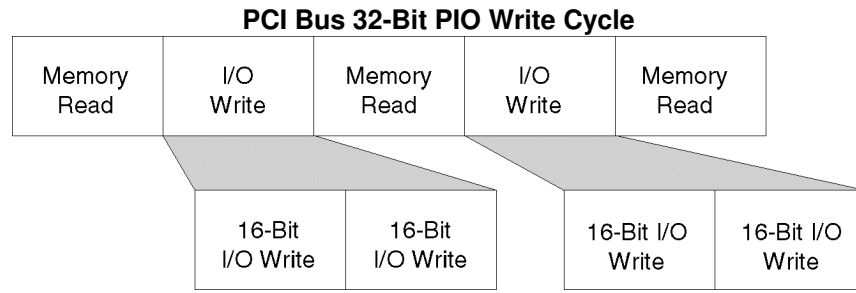 PCI Bus 32-Bit PIO Write Cycle
Memory
Read
I/O
Write
Memory
Read
I/O
Write
Memory
Read
16-Bit
I/O Write
16-Bit
I/O Write
16-Bit I/O
Write
16-Bit I/O
Write